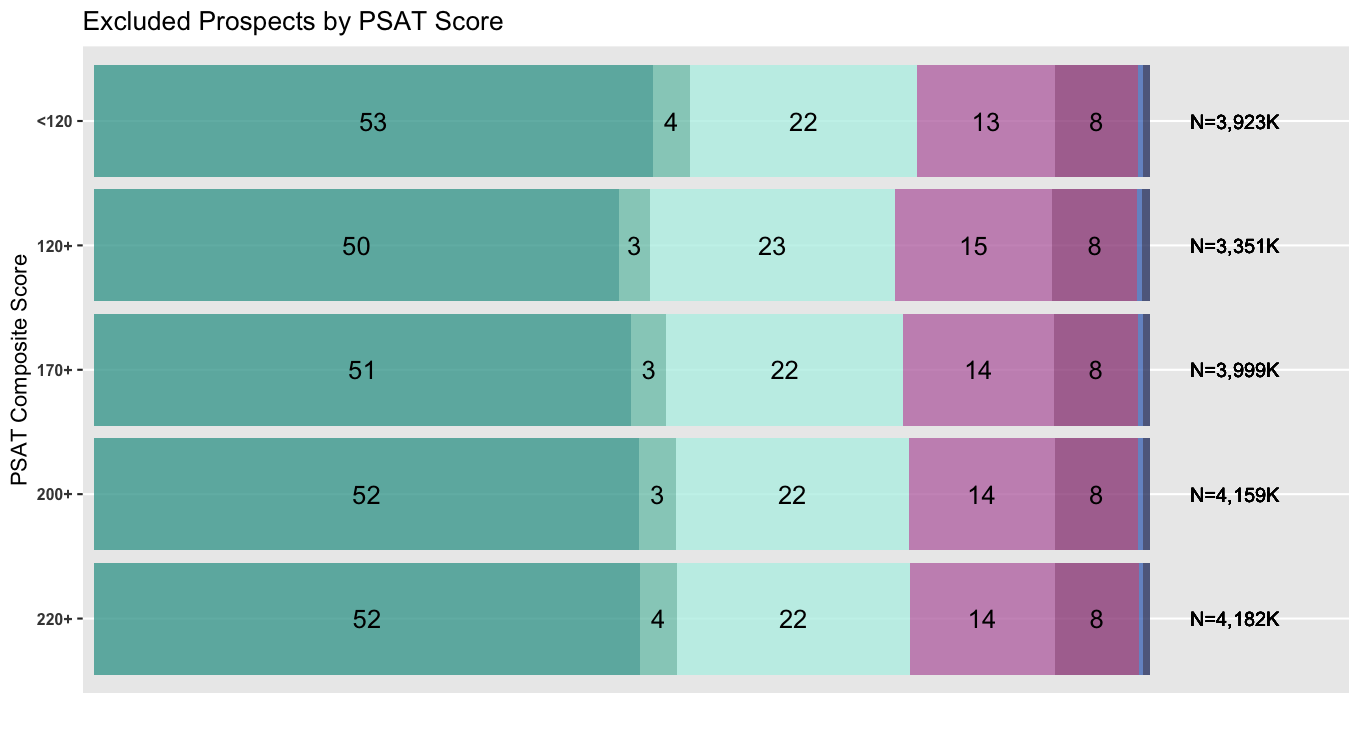 Excluded Prospects by PSAT Score
PSAT Composite Score
<120 53 4 22 13 8 N=3,923K
120+ 50 3 23 15 8 N=3,351K
170+ 51 3 22 14 8 N=3,999K
200+ 52 3 22 14 8 N=4,159K
220+ 52 4 22 14 8 N=4,182K